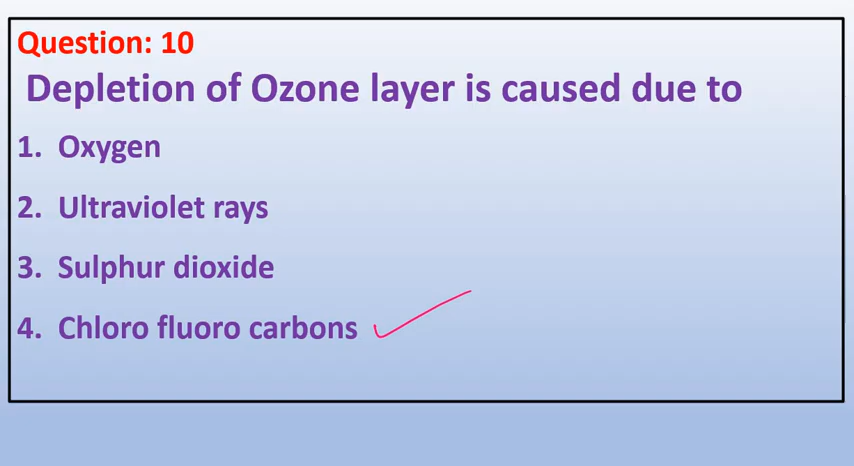 Question: 10
Depletion of Ozone layer is caused due to
1. Oxygen
2. Ultraviolet rays
3. Sulphur dioxide
4. Chloro fluoro carbons